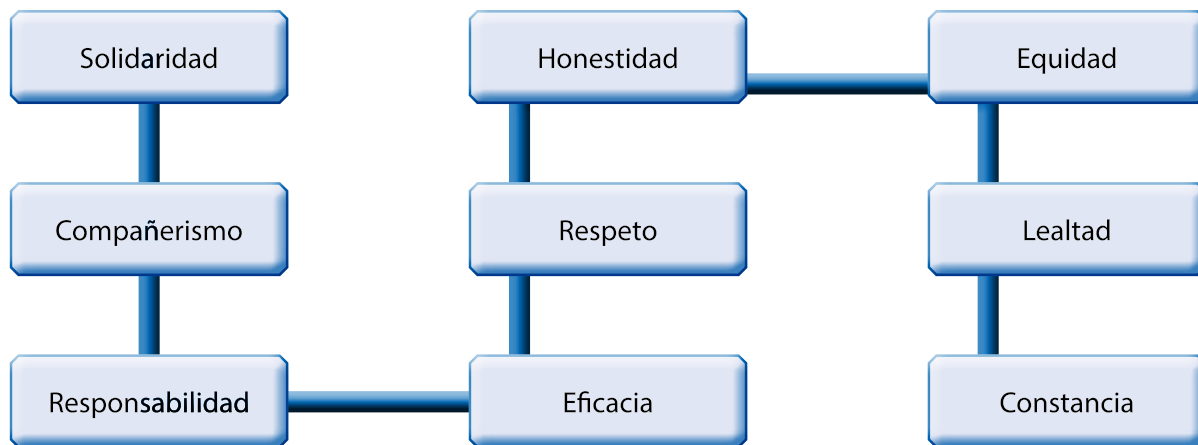 Solidaridad
Compañerismo
Responsabilidad
Eficacia
Respeto
Honestidad
Equidad
Lealtad
Constancia